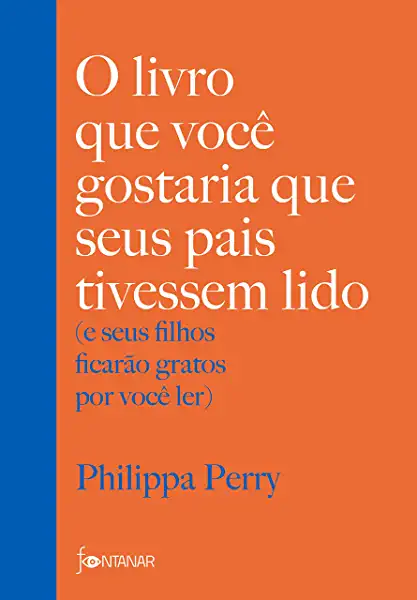 O livro
que você
gostaria que
seus pais
tivessem lido
(e seus filhos
ficarão gratos
por você ler)
Philippa Perry
fONTANAR